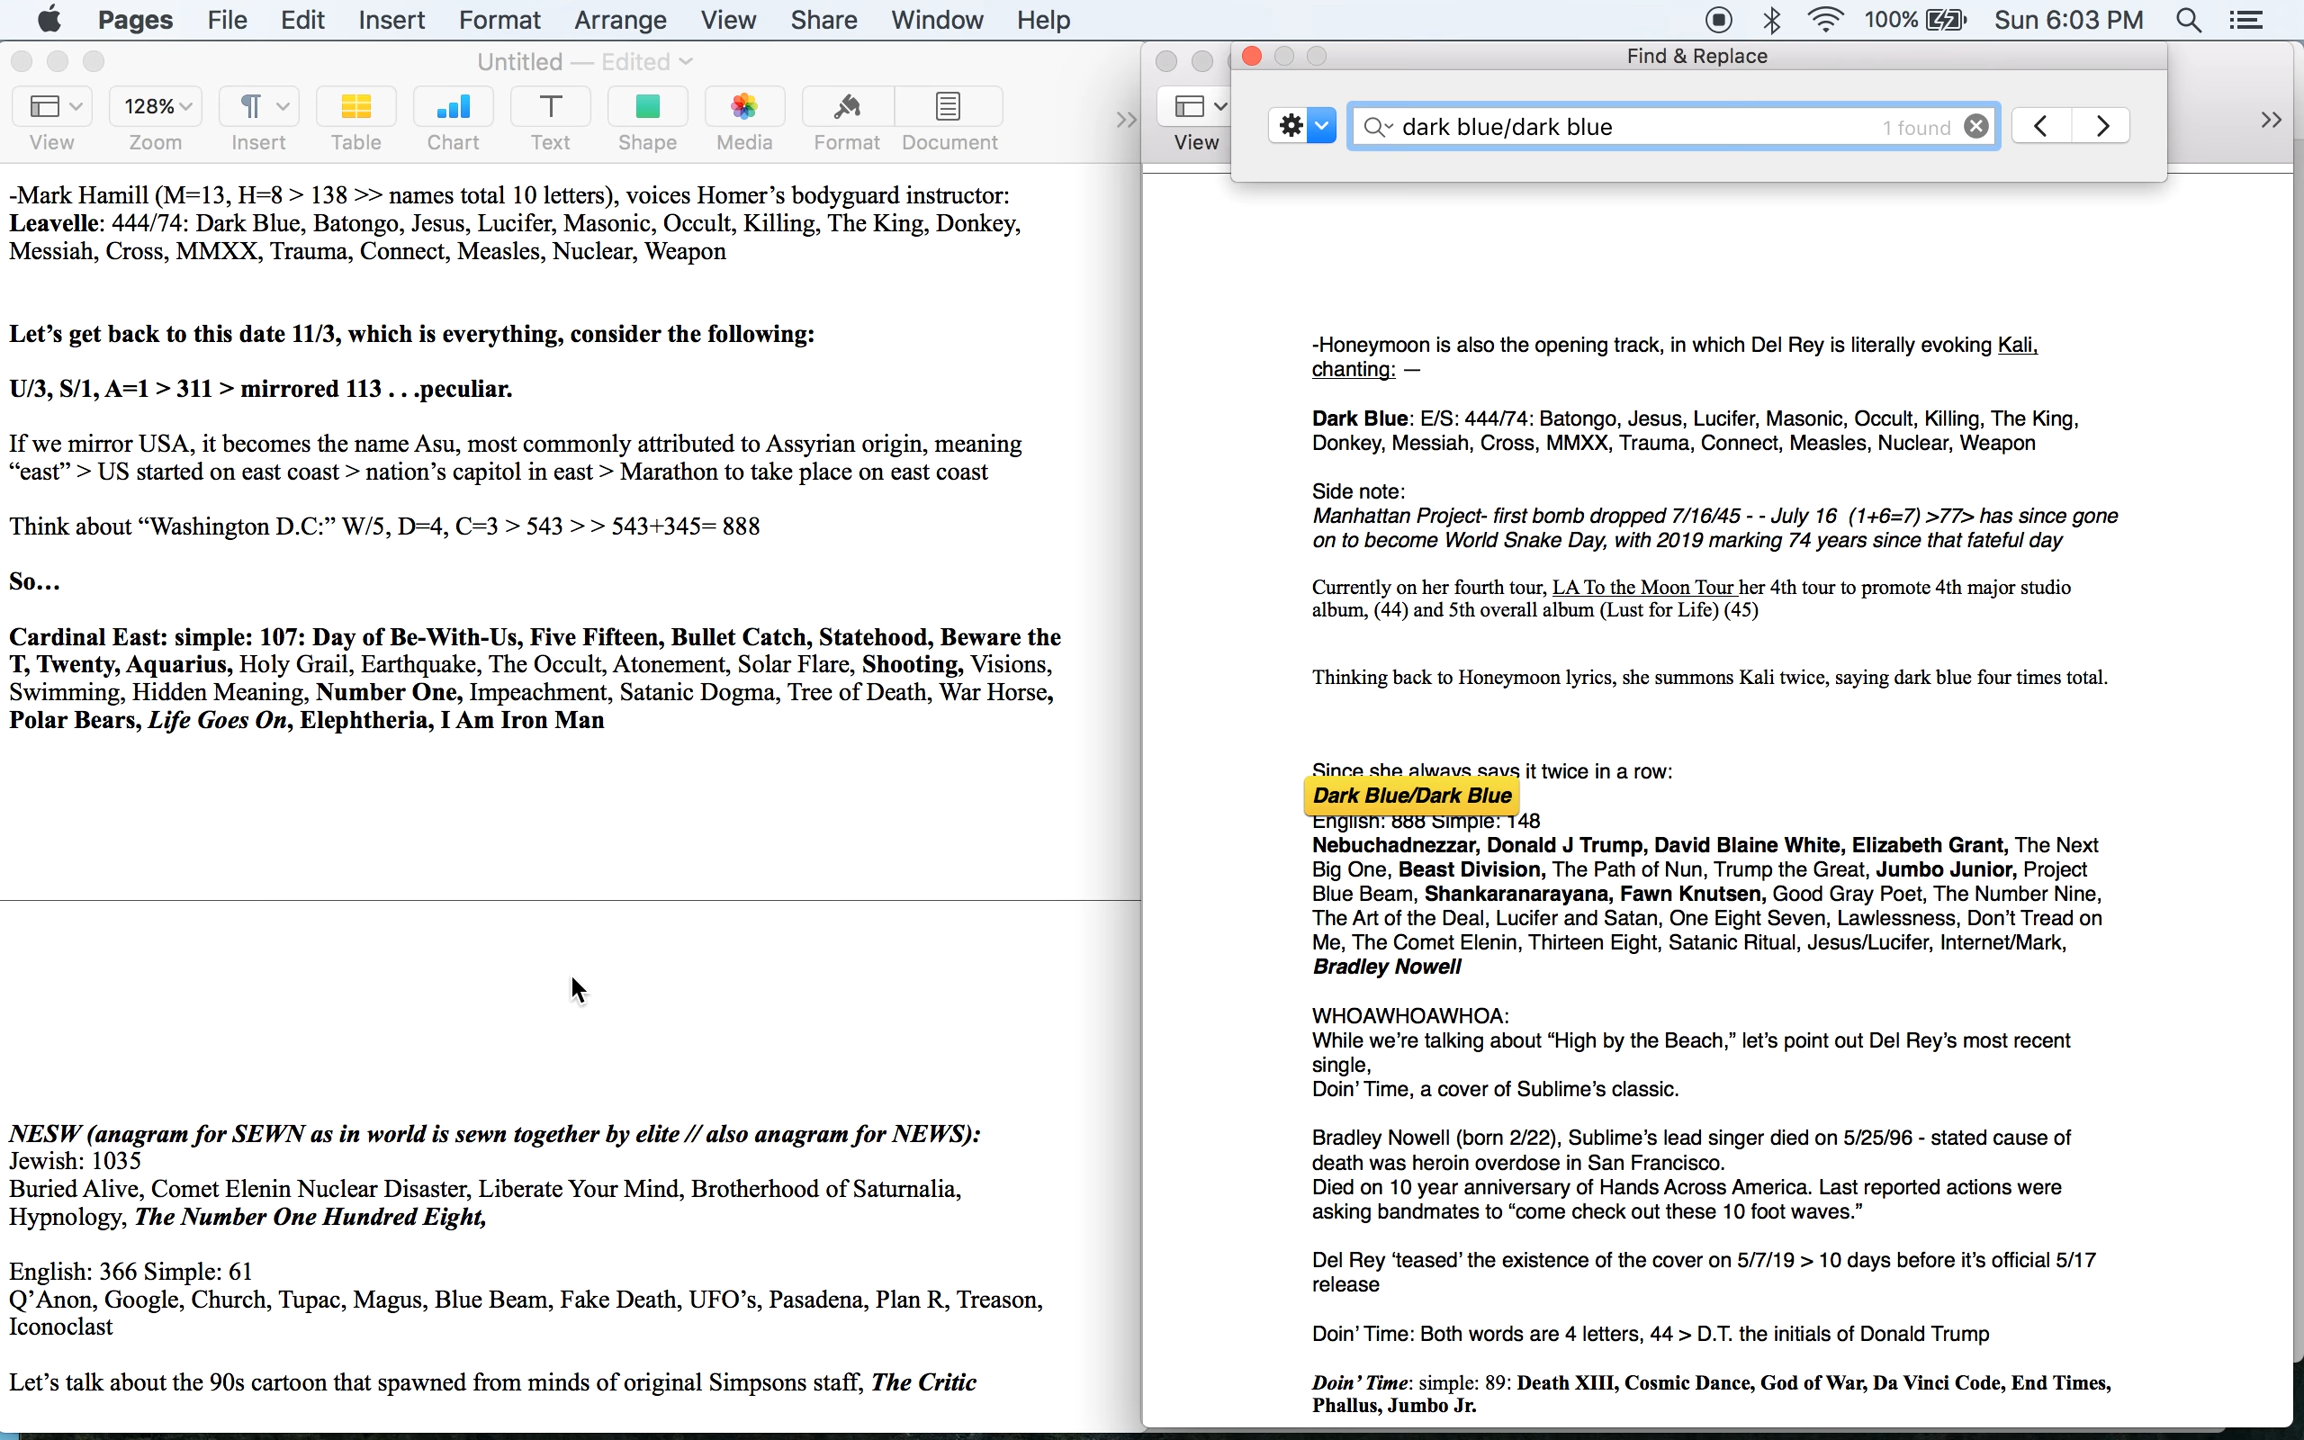 Pages File Edit Insert Format Arrange View Share Window Help 100% Sun 6:03 PM
Untitled — Edited
128%
View Zoom Insert Table Chart Text Shape Media Format Document
-Mark Hamill (M=13, H=8 > 138 >> names total 10 letters), voices Homer’s bodyguard instructor:
Leavelle: 444/74: Dark Blue, Batongo, Jesus, Lucifer, Masonic, Occult, Killing, The King, Donkey,
Messiah, Cross, MMXX, Trauma, Connect, Measles, Nuclear, Weapon
Let’s get back to this date 11/3, which is everything, consider the following:
U/3, S/1, A=1 > 311 > mirrored 113 . . .peculiar.
If we mirror USA, it becomes the name Asu, most commonly attributed to Assyrian origin, meaning
“east” > US started on east coast > nation’s capitol in east > Marathon to take place on east coast
Think about “Washington D.C:” W/5, D=4, C=3 > 543 > > 543+345= 888
So…
Cardinal East: simple: 107: Day of Be-With-Us, Five Fifteen, Bullet Catch, Statehood, Beware the
T, Twenty, Aquarius, Holy Grail, Earthquake, The Occult, Atonement, Solar Flare, Shooting, Visions,
Swimming, Hidden Meaning, Number One, Impeachment, Satanic Dogma, Tree of Death, War Horse,
Polar Bears, Life Goes On, Elephtheria, I Am Iron Man
NESW (anagram for SEWN as in world is sewn together by elite // also anagram for NEWS):
Jewish: 1035
Buried Alive, Comet Elenin Nuclear Disaster, Liberate Your Mind, Brotherhood of Saturnalia,
Hypnology, The Number One Hundred Eight,
English: 366 Simple: 61
Q’Anon, Google, Church, Tupac, Magus, Blue Beam, Fake Death, UFO’s, Pasadena, Plan R, Treason,
Iconoclast
Let’s talk about the 90s cartoon that spawned from minds of original Simpsons staff, The Critic
Find & Replace
dark blue/dark blue 1 found
View
-Honeymoon is also the opening track, in which Del Rey is literally evoking Kali,
chanting: —
Dark Blue: E/S: 444/74: Batongo, Jesus, Lucifer, Masonic, Occult, Killing, The King,
Donkey, Messiah, Cross, MMXX, Trauma, Connect, Measles, Nuclear, Weapon
Side note:
Manhattan Project- first bomb dropped 7/16/45 - - July 16 (1+6=7) >77> has since gone
on to become World Snake Day, with 2019 marking 74 years since that fateful day
Currently on her fourth tour, LA To the Moon Tour her 4th tour to promote 4th major studio
album, (44) and 5th overall album (Lust for Life) (45)
Thinking back to Honeymoon lyrics, she summons Kali twice, saying dark blue four times total.
Since she always says it twice in a row:
Dark Blue/Dark Blue
English: 888 Simple: 148
Nebuchadnezzar, Donald J Trump, David Blaine White, Elizabeth Grant, The Next
Big One, Beast Division, The Path of Nun, Trump the Great, Jumbo Junior, Project
Blue Beam, Shankaranarayana, Fawn Knutsen, Good Gray Poet, The Number Nine,
The Art of the Deal, Lucifer and Satan, One Eight Seven, Lawlessness, Don’t Tread on
Me, The Comet Elenin, Thirteen Eight, Satanic Ritual, Jesus/Lucifer, Internet/Mark,
Bradley Nowell
WHOAWHOAWHOA:
While we’re talking about “High by the Beach,” let’s point out Del Rey’s most recent
single,
Doin’ Time, a cover of Sublime’s classic.
Bradley Nowell (born 2/22), Sublime’s lead singer died on 5/25/96 - stated cause of
death was heroin overdose in San Francisco.
Died on 10 year anniversary of Hands Across America. Last reported actions were
asking bandmates to “come check out these 10 foot waves.”
Del Rey ‘teased’ the existence of the cover on 5/7/19 > 10 days before it’s official 5/17
release
Doin’ Time: Both words are 4 letters, 44 > D.T. the initials of Donald Trump
Doin’ Time: simple: 89: Death XIII, Cosmic Dance, God of War, Da Vinci Code, End Times,
Phallus, Jumbo Jr.